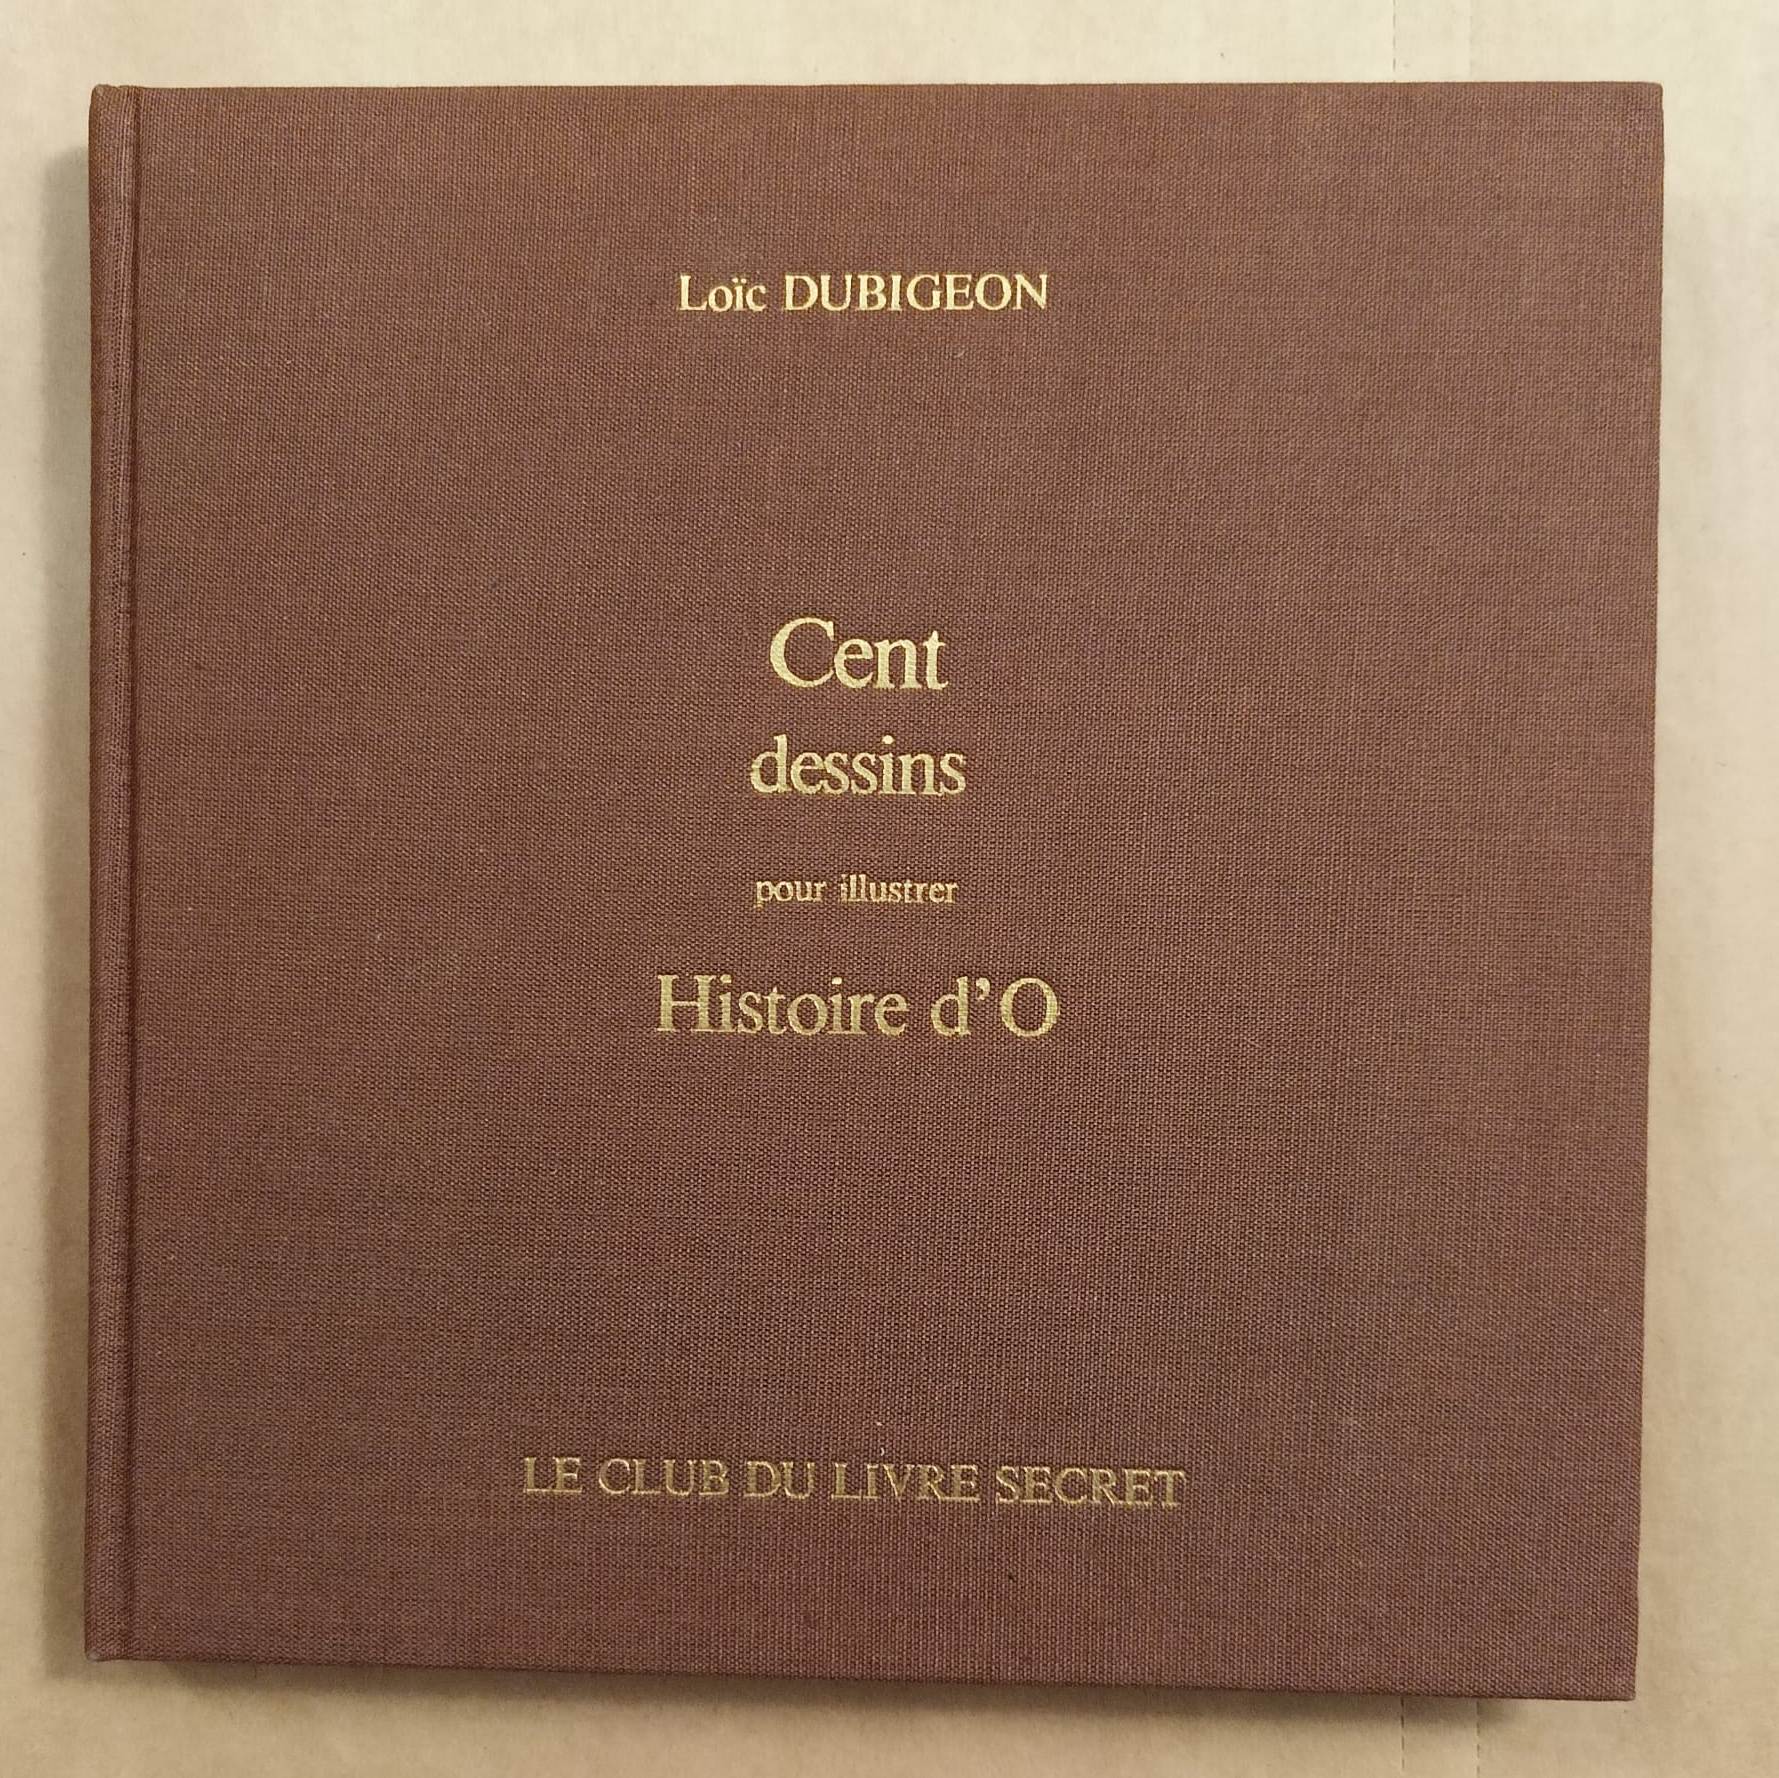 Loïc DUBIGEON
Cent
dessins
pour illustrer
Histoire d'O
LE CLUB DU LIVRE SECRET